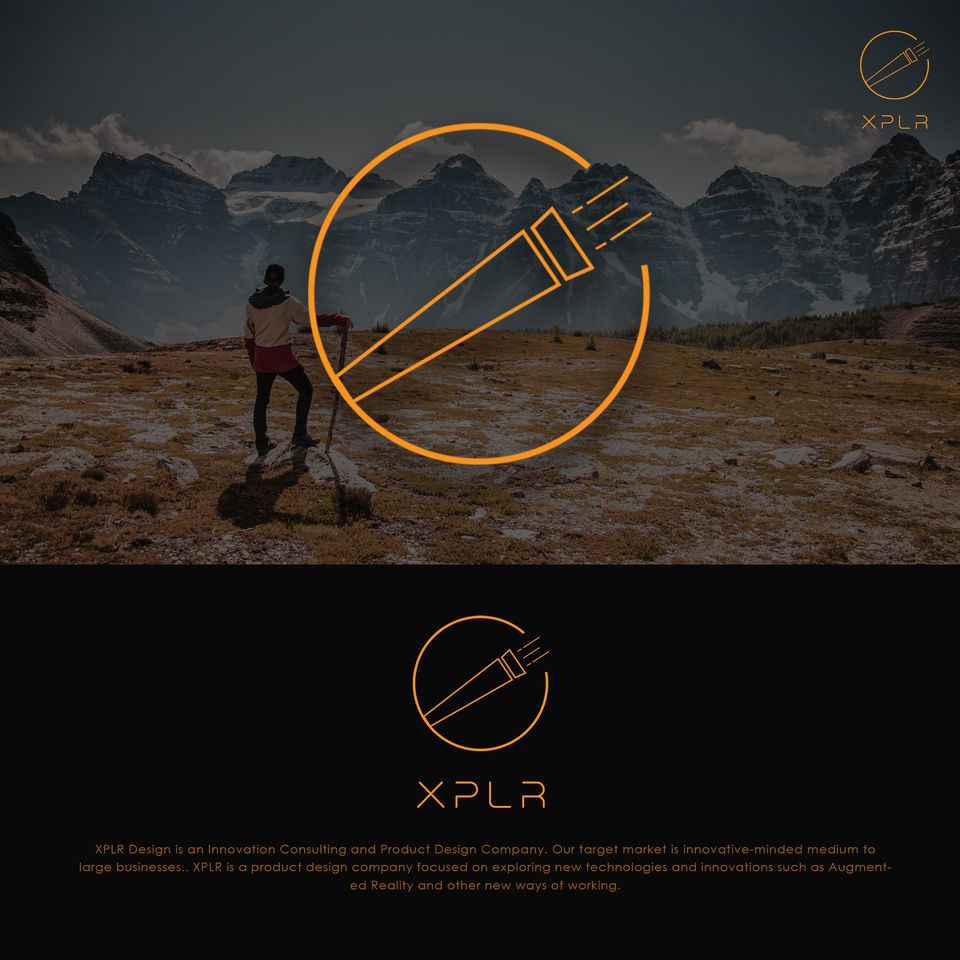 XPLR
XPLR
XPLR Design is an Innovation Consulting and Product Design Company. Our target market is innovative-minded medium to
large businesses.. XPLR is a product design company focused on exploring new technologies and innovations such as Augment-
ed Reality and other new ways of working.